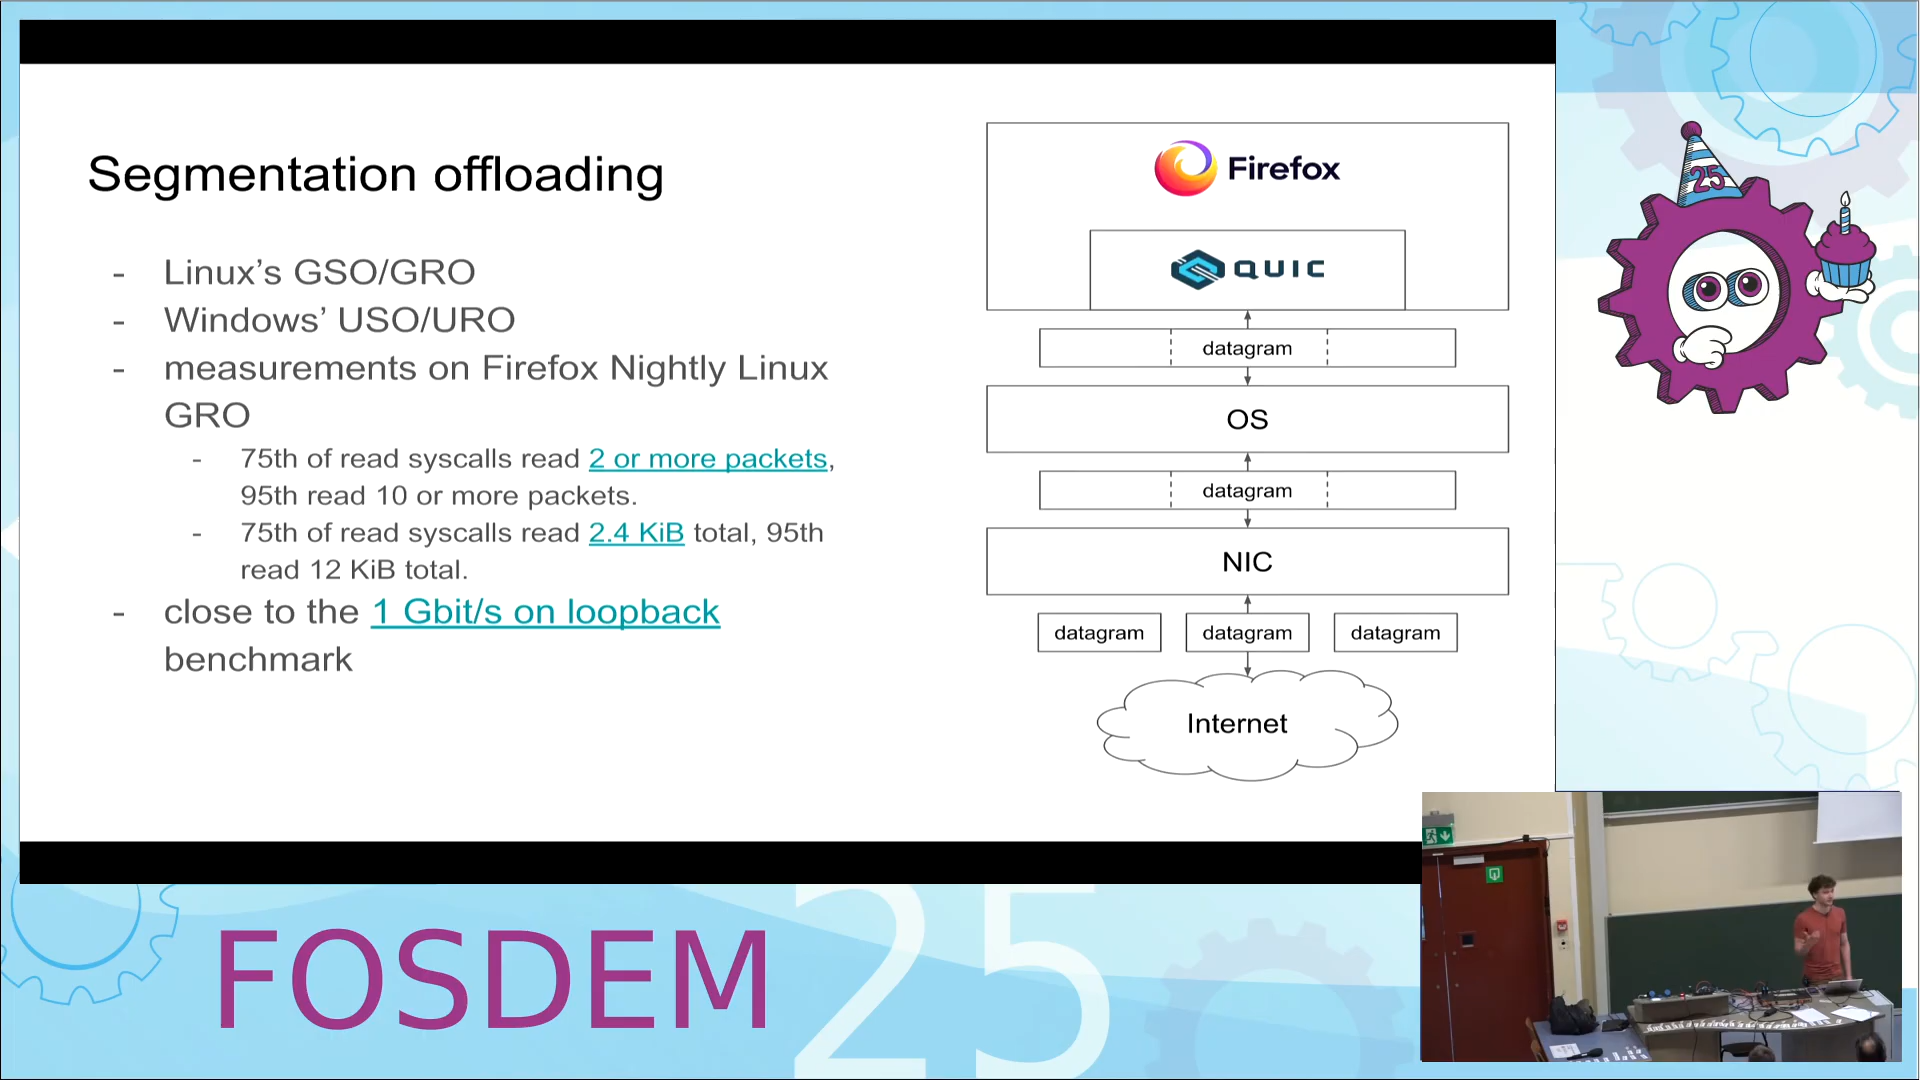 Segmentation offloading
- Linux’s GSO/GRO
- Windows’ USO/URO
- measurements on Firefox Nightly Linux
GRO
- 75th of read syscalls read 2 or more packets,
95th read 10 or more packets.
- 75th of read syscalls read 2.4 KiB total, 95th
read 12 KiB total.
- close to the 1 Gbit/s on loopback
benchmark
Firefox
QUIC
datagram
OS
datagram
NIC
datagram datagram datagram
Internet
25
FOSDEM 25